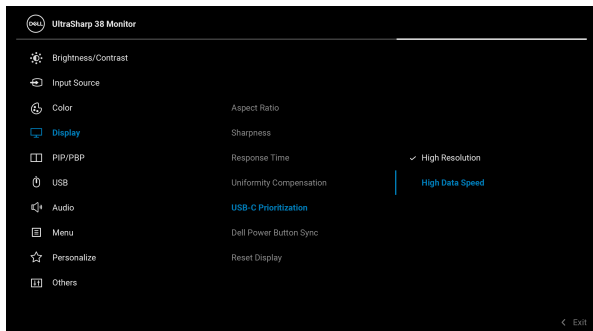 DELL UltraSharp 38 Monitor
Brightness/Contrast
Input Source
Color
Aspect Ratio
Display
Sharpness
PIP/PBP
Response Time
✓ High Resolution
USB
Uniformity Compensation
High Data Speed
Audio
USB-C Prioritization
Menu
Dell Power Button Sync
Personalize
Reset Display
Others
Exit